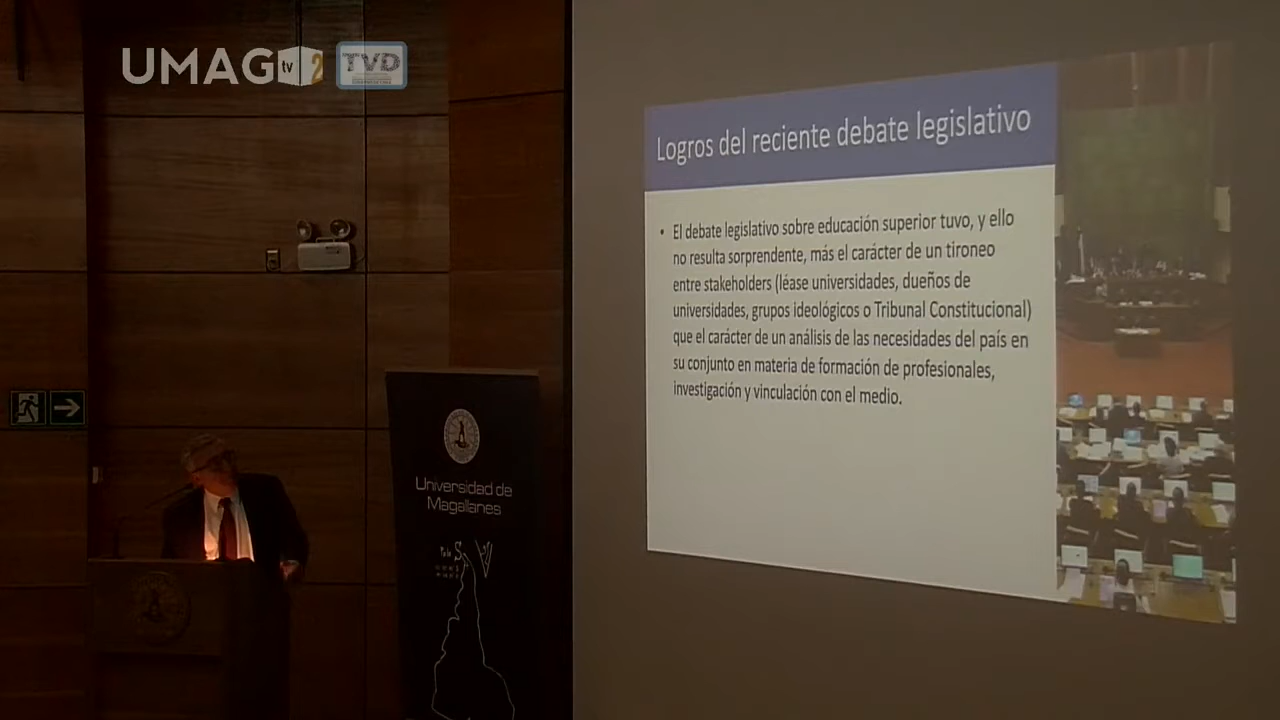 UMAG tv 2 TVD
Logros del reciente debate legislativo
• El debate legislativo sobre educación superior tuvo, y ello
no resulta sorprendente, más el carácter de un tironeo
entre stakeholders (léase universidades, dueños de
universidades, grupos ideológicos o Tribunal Constitucional)
que el carácter de un análisis de las necesidades del país en
su conjunto en materia de formación de profesionales,
investigación y vinculación con el medio.
Universidad de
Magallanes